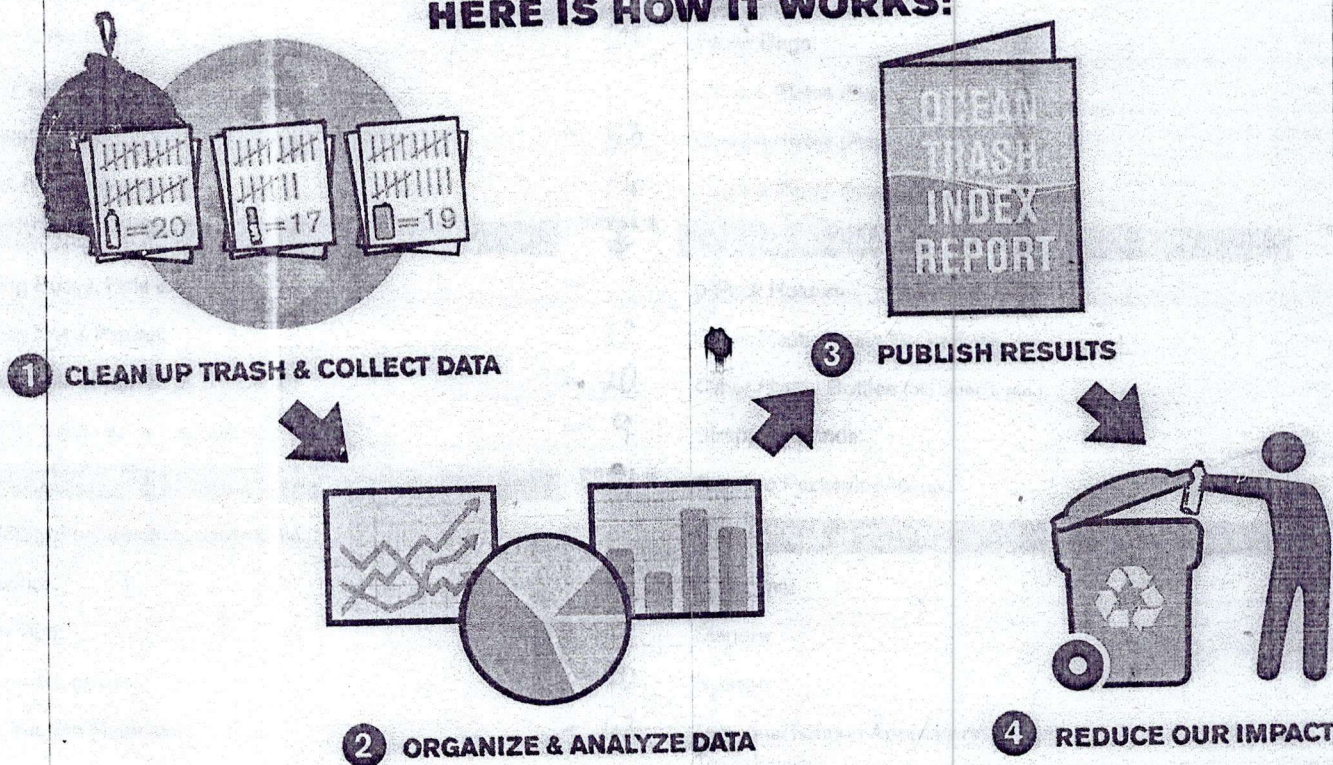 HERE IS HOW IT WORKS:
=20
=17
=19
OCEAN
TRASH
INDEX
REPORT
1 CLEAN UP TRASH & COLLECT DATA
3 PUBLISH RESULTS
2 ORGANIZE & ANALYZE DATA
4 REDUCE OUR IMPACT